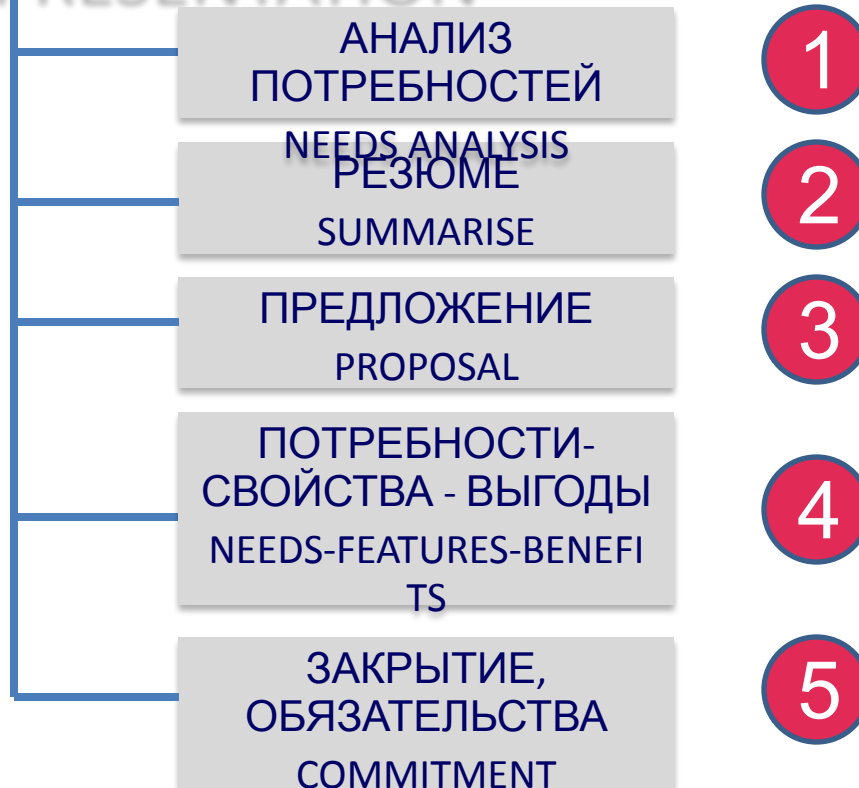 PRESENTATION
АНАЛИЗ
ПОТРЕБНОСТЕЙ
1
NEEDS ANALYSIS
РЕЗЮМЕ
SUMMARISE
2
ПРЕДЛОЖЕНИЕ
PROPOSAL
3
ПОТРЕБНОСТИ-
СВОЙСТВА - ВЫГОДЫ
NEEDS-FEATURES-BENEFI
TS
4
ЗАКРЫТИЕ,
ОБЯЗАТЕЛЬСТВА
COMMITMENT
5